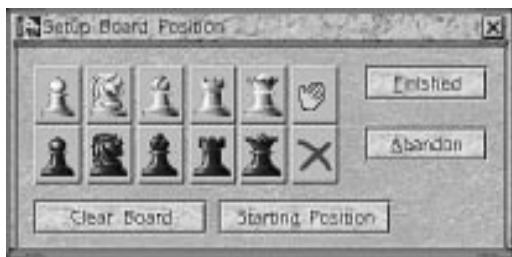 Setup Board Position
Finished
Abandon
Clear Board
Starting Position